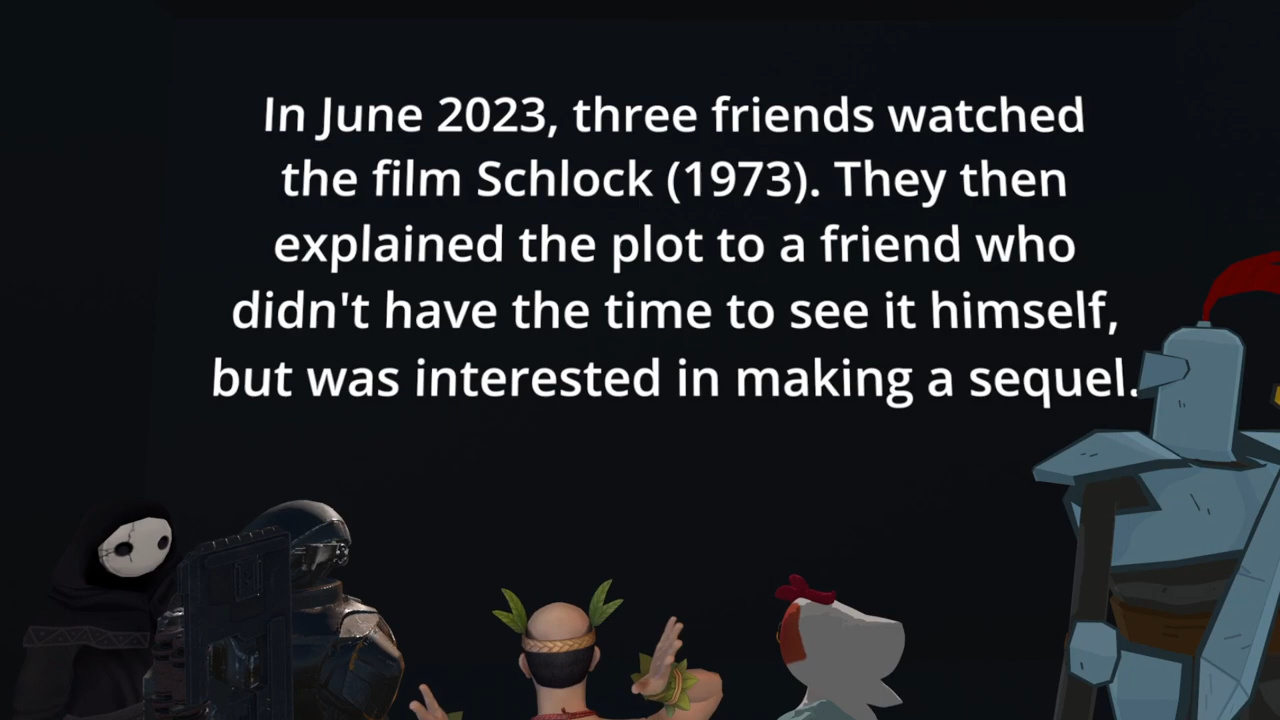 In June 2023, three friends watched
the film Schlock (1973). They then
explained the plot to a friend who
didn't have the time to see it himself,
but was interested in making a sequel.